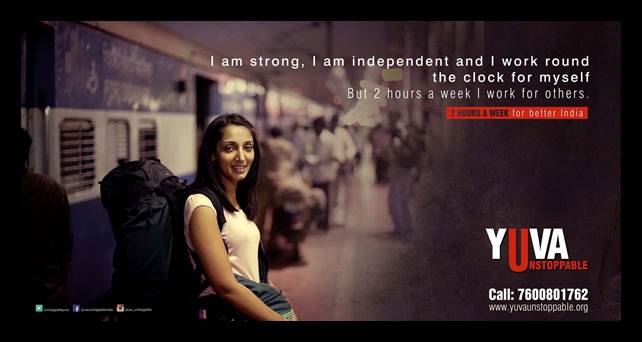 I am strong, I am independent and I work round
the clock for myself
But 2 hours a week I work for others.
2 HOURS A WEEK for better India
YUVA
UNSTOPPABLE
Call: 7600801762
www.yuvaunstoppable.org